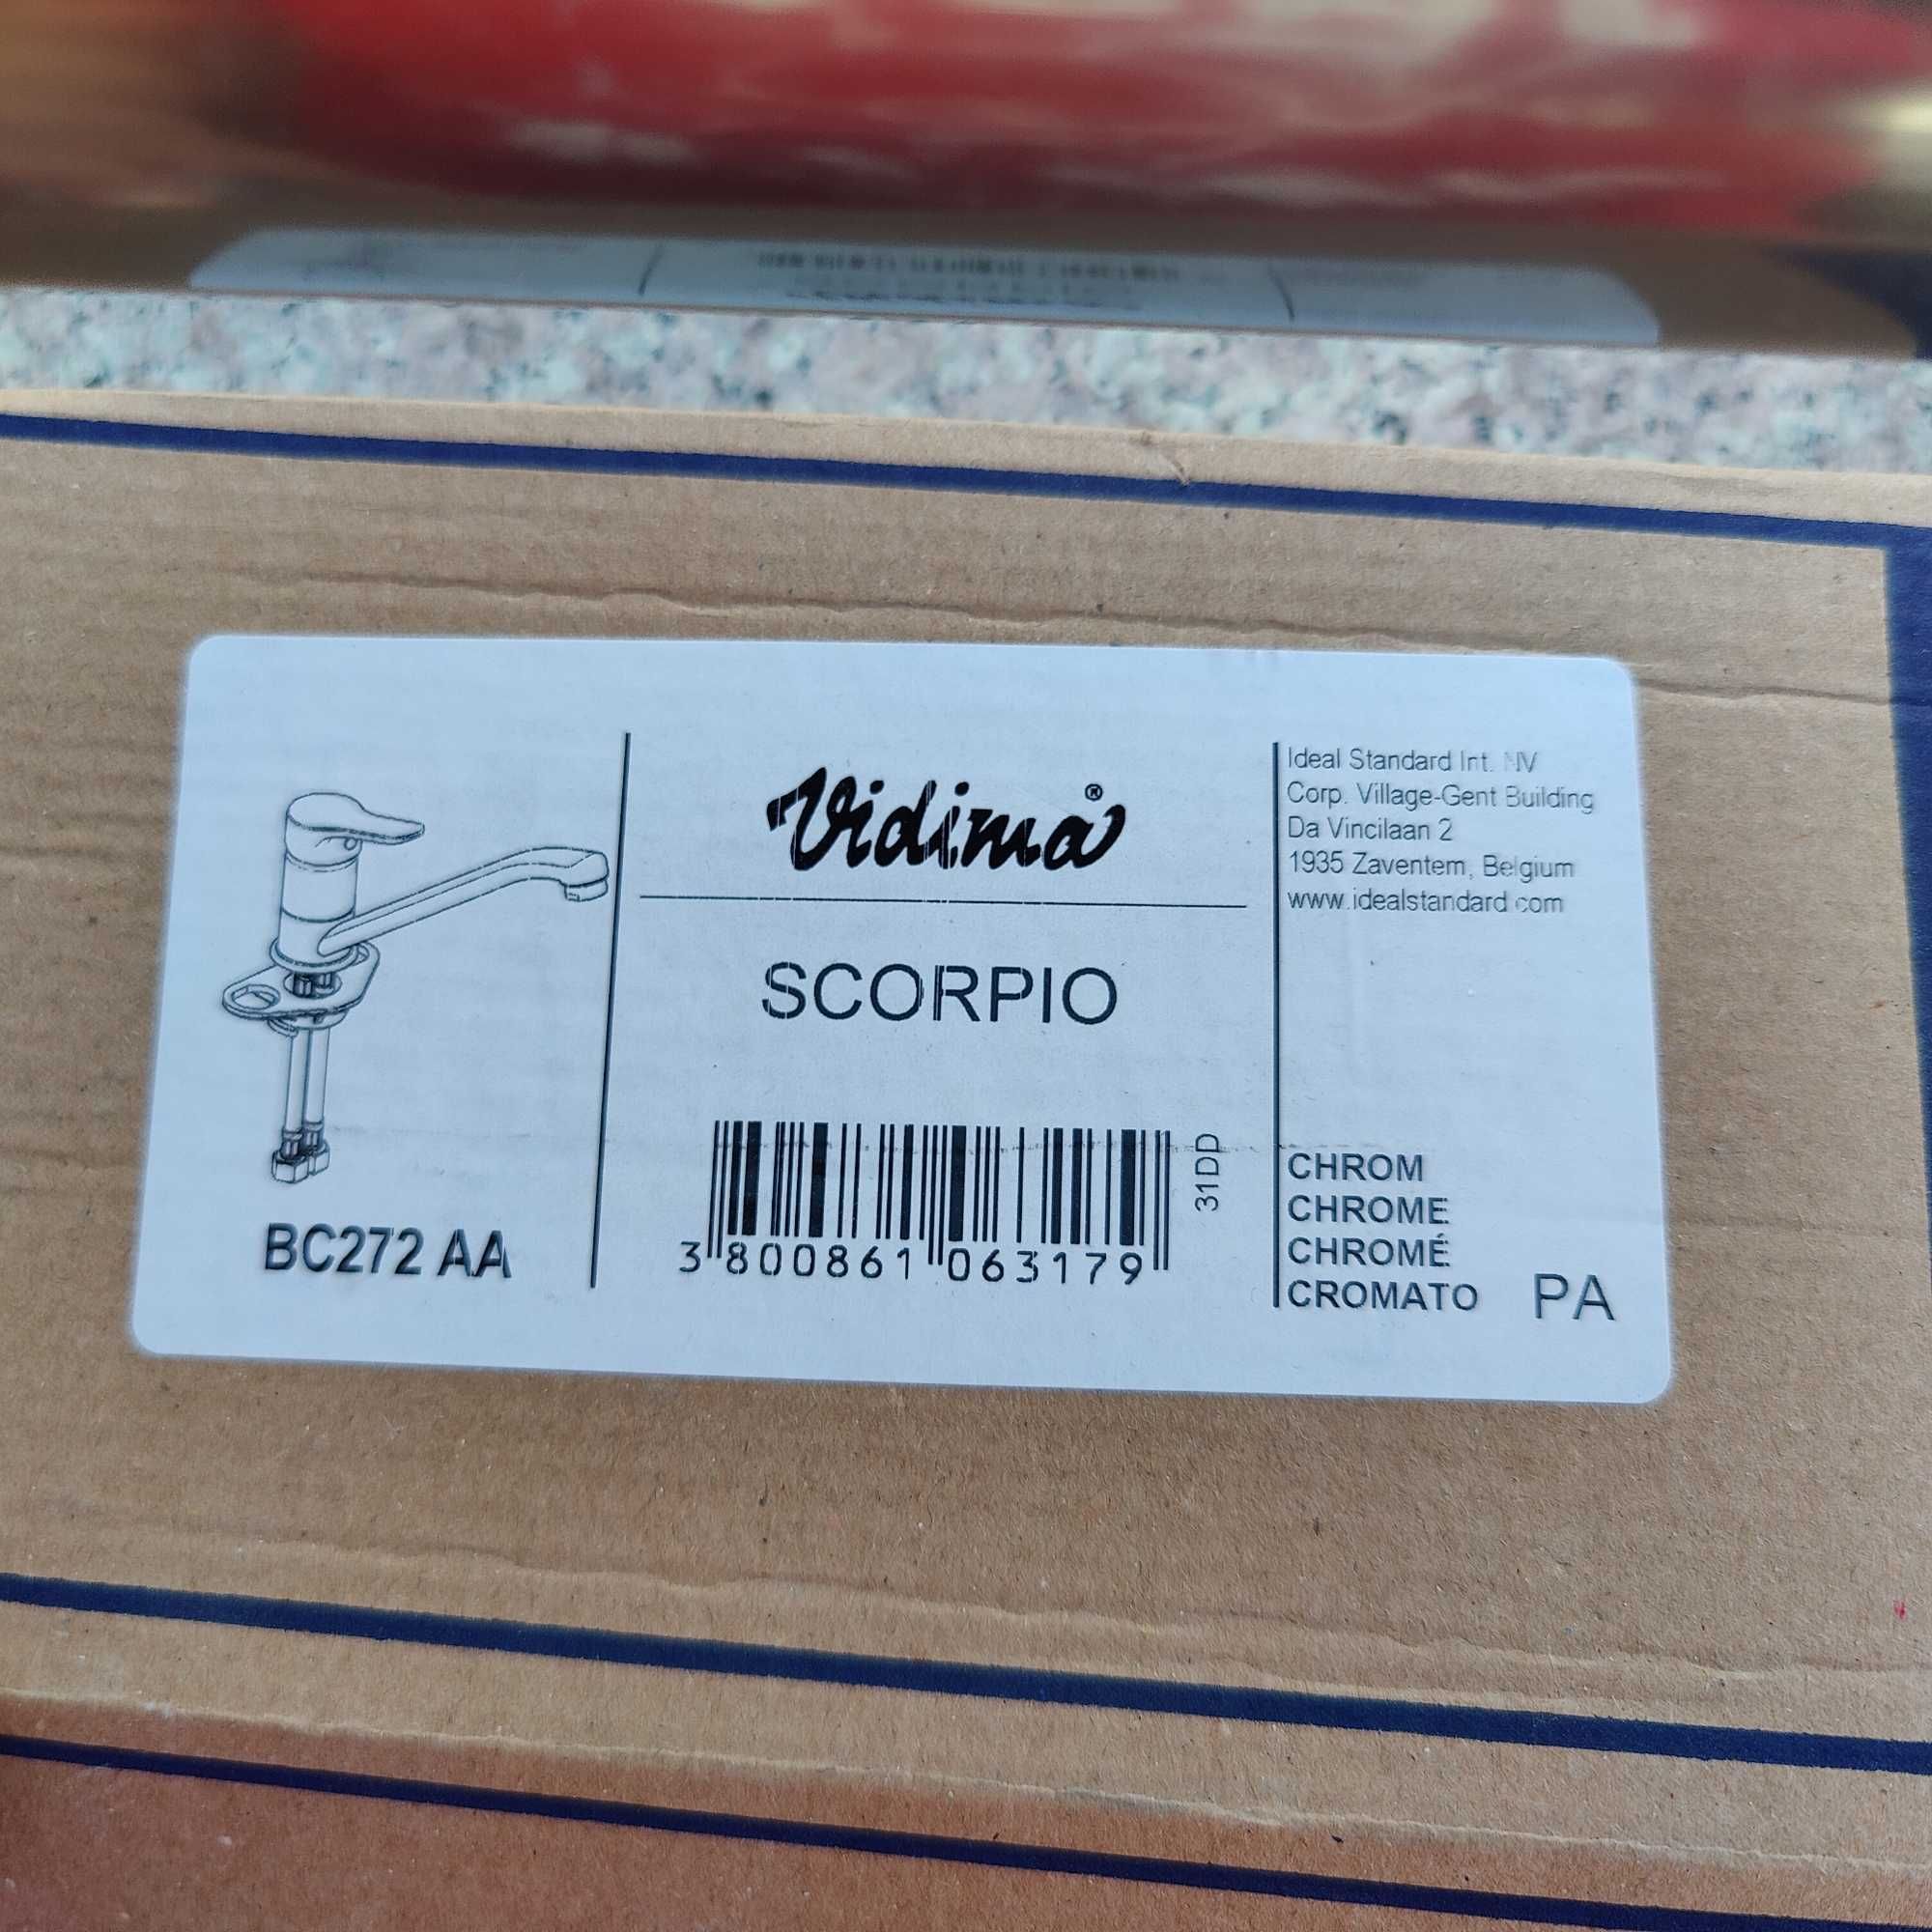 Vidima®
SCORPIO
BC272 AA
3 800861 063179
31DD
Ideal Standard Int. NV
Corp. Village-Gent Building
Da Vincilaan 2
1935 Zaventem, Belgium
www.idealstandard.com
CHROM
CHROME
CHROMÉ
CROMATO
PA